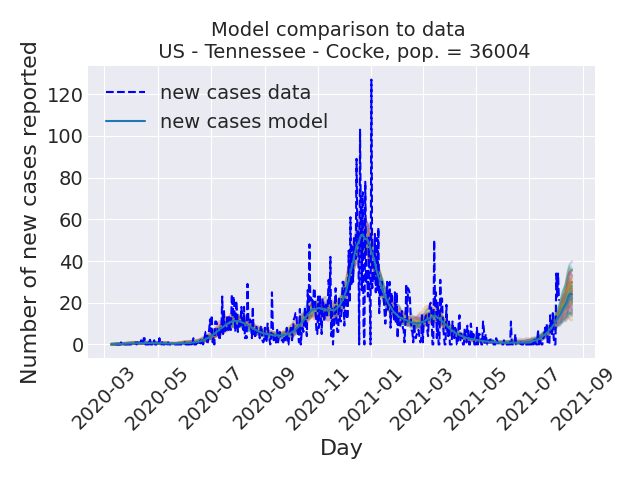 Model comparison to data
US - Tennessee - Cocke, pop. = 36004
Number of new cases reported
120
100
80
60
40
20
0
new cases data
new cases model
2020-03
2020-05
2020-07
2020-09
2020-11
2021-01
2021-03
2021-05
2021-07
2021-09
Day